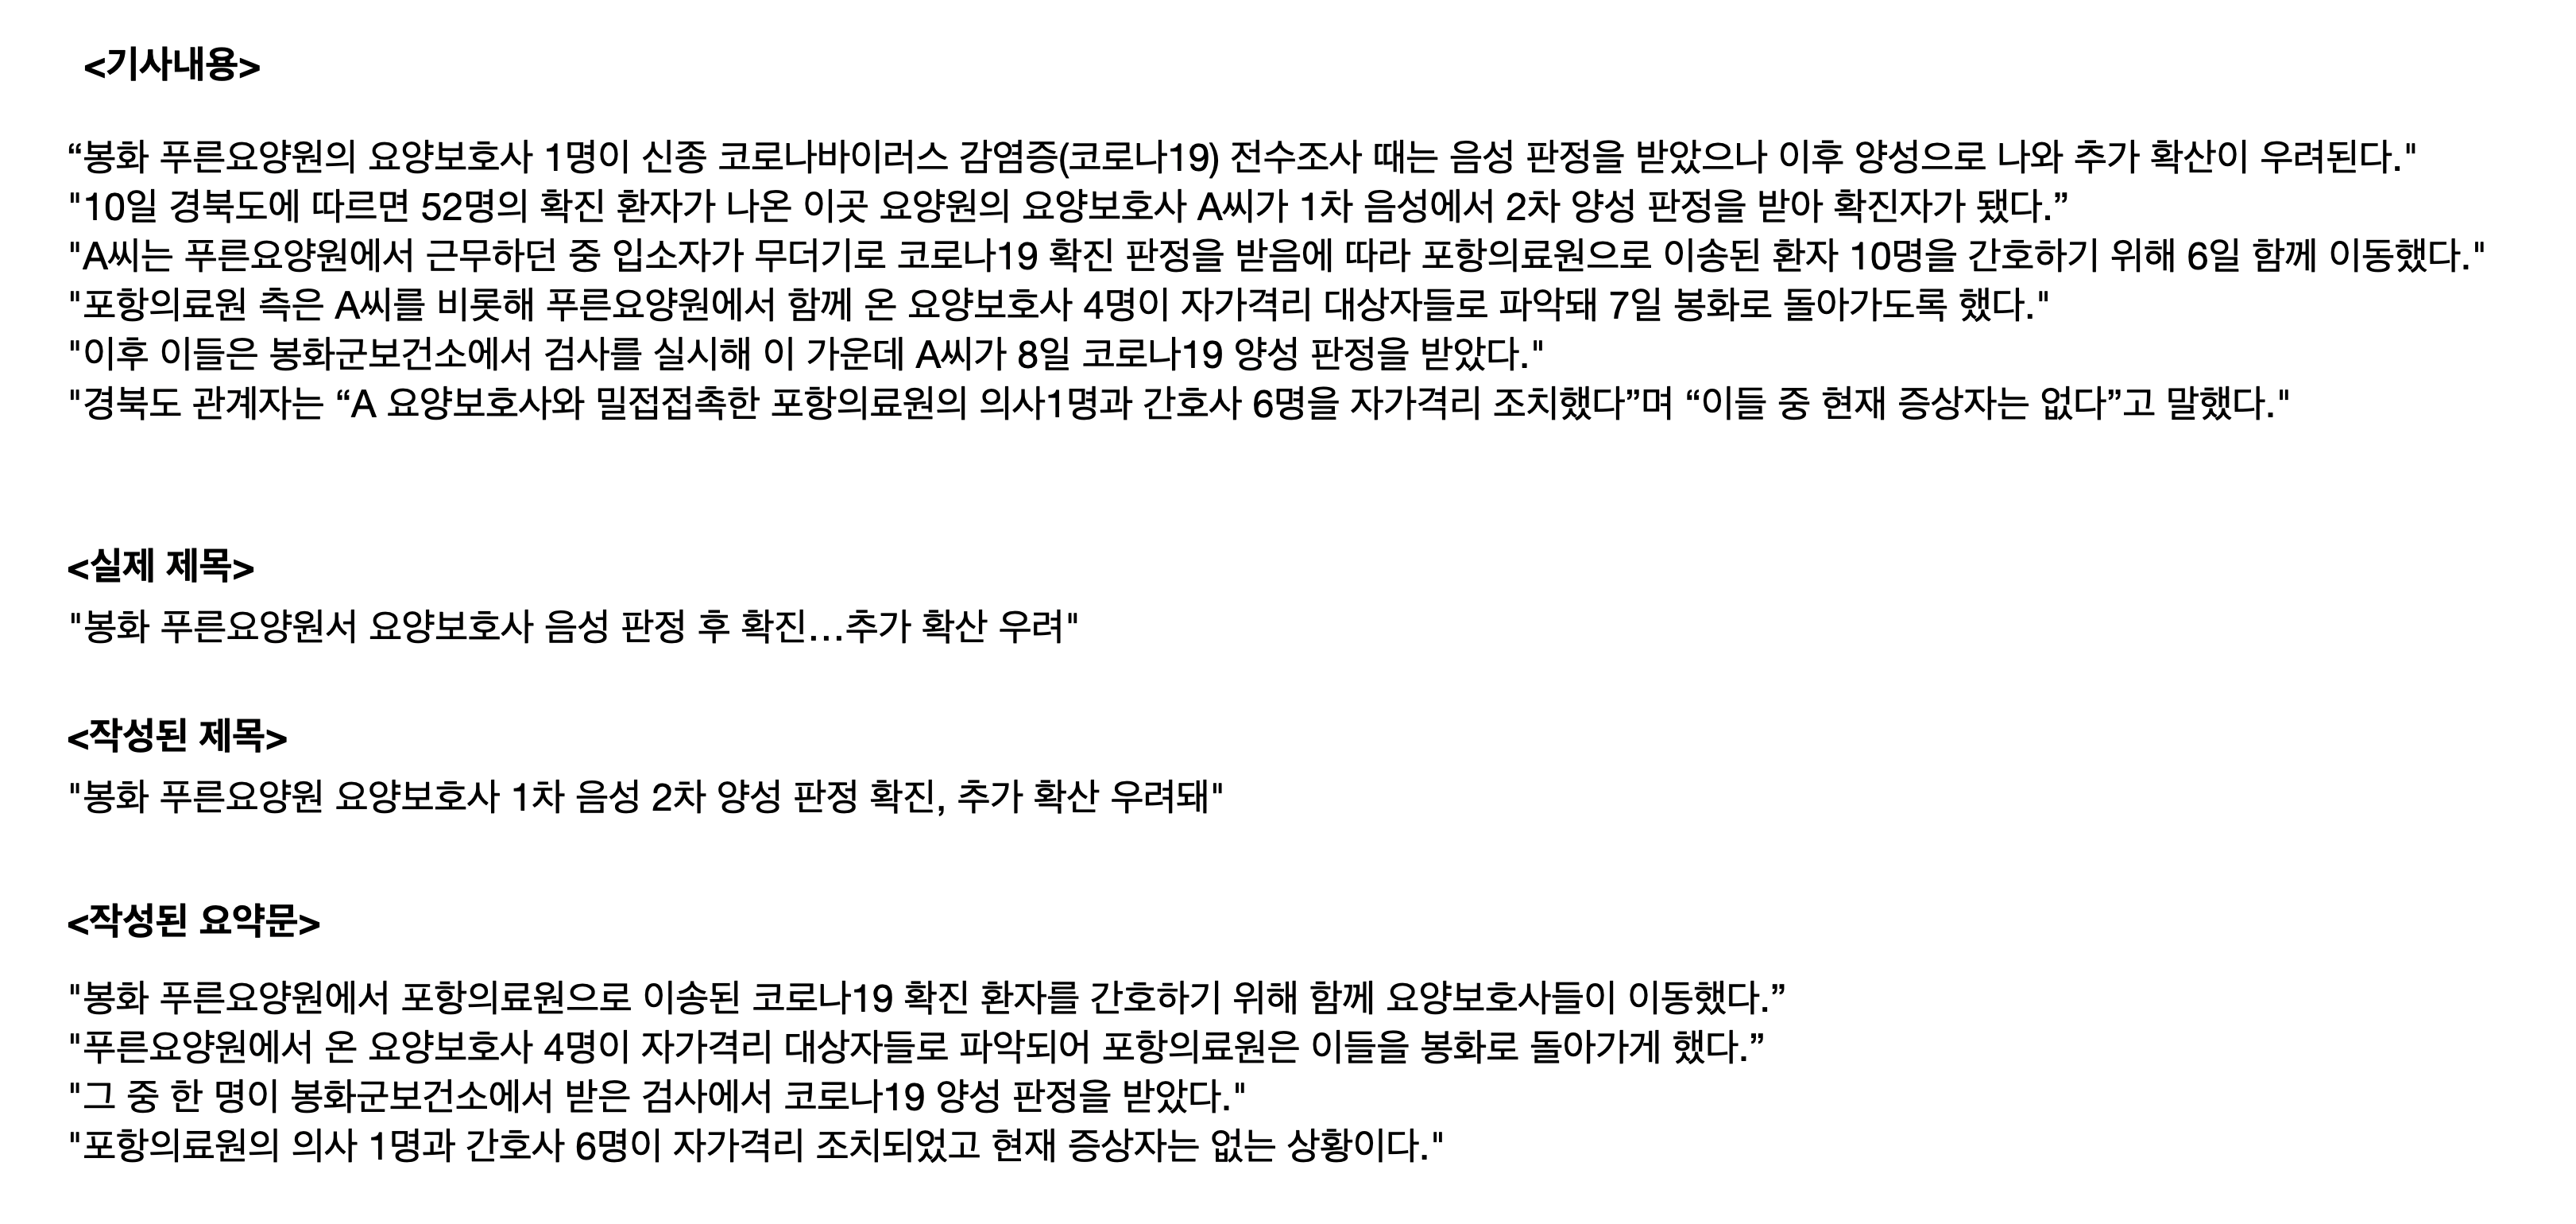 <기사내용>
“봉화 푸른요양원의 요양보호사 1명이 신종 코로나바이러스 감염증(코로나19) 전수조사 때는 음성 판정을 받았으나 이후 양성으로 나와 추가 확산이 우려된다."
"10일 경북도에 따르면 52명의 확진 환자가 나온 이곳 요양원의 요양보호사 A씨가 1차 음성에서 2차 양성 판정을 받아 확진자가 됐다.”
"A씨는 푸른요양원에서 근무하던 중 입소자가 무더기로 코로나19 확진 판정을 받음에 따라 포항의료원으로 이송된 환자 10명을 간호하기 위해 6일 함께 이동했다."
"포항의료원 측은 A씨를 비롯해 푸른요양원에서 함께 온 요양보호사 4명이 자가격리 대상자들로 파악돼 7일 봉화로 돌아가도록 했다."
"이후 이들은 봉화군보건소에서 검사를 실시해 이 가운데 A씨가 8일 코로나19 양성 판정을 받았다."
"경북도 관계자는 “A 요양보호사와 밀접접촉한 포항의료원의 의사1명과 간호사 6명을 자가격리 조치했다”며 “이들 중 현재 증상자는 없다”고 말했다."
<실제 제목>
"봉화 푸른요양원서 요양보호사 음성 판정 후 확진…추가 확산 우려"
<작성된 제목>
"봉화 푸른요양원 요양보호사 1차 음성 2차 양성 판정 확진, 추가 확산 우려돼"
<작성된 요약문>
"봉화 푸른요양원에서 포항의료원으로 이송된 코로나19 확진 환자를 간호하기 위해 함께 요양보호사들이 이동했다.”
"푸른요양원에서 온 요양보호사 4명이 자가격리 대상자들로 파악되어 포항의료원은 이들을 봉화로 돌아가게 했다.”
"그 중 한 명이 봉화군보건소에서 받은 검사에서 코로나19 양성 판정을 받았다."
"포항의료원의 의사 1명과 간호사 6명이 자가격리 조치되었고 현재 증상자는 없는 상황이다."